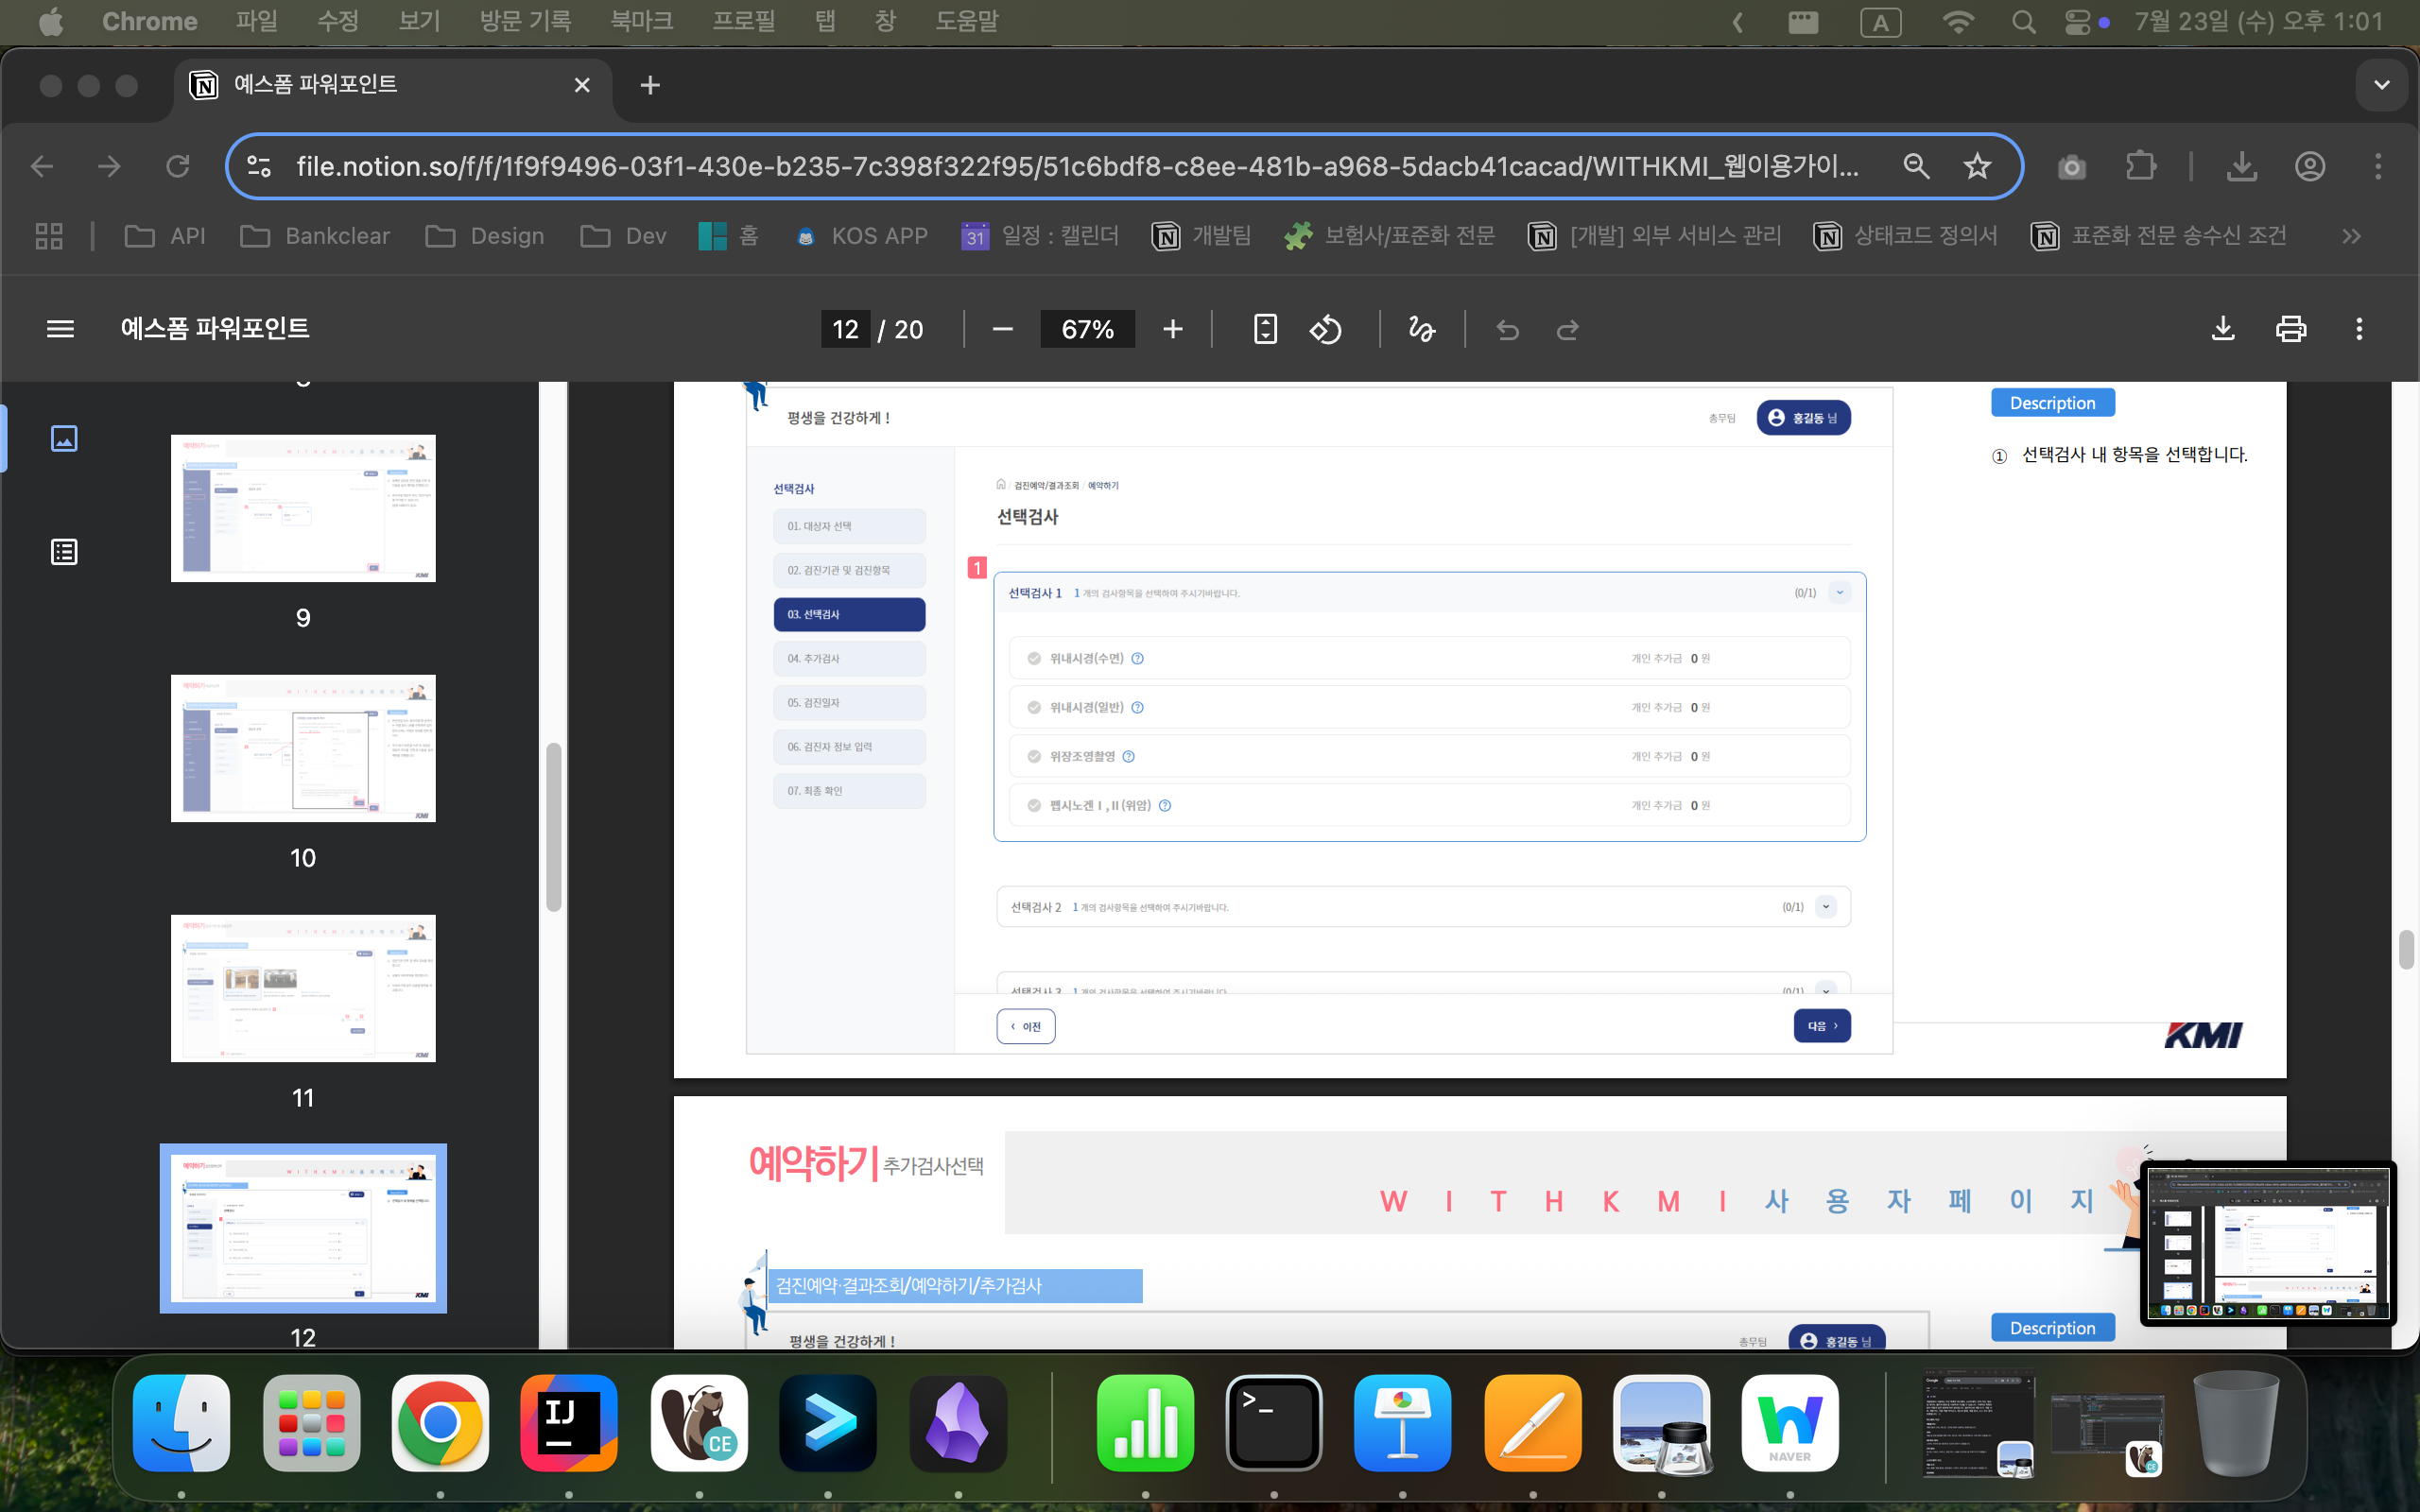 Chrome 파일 수정 보기 방문 기록 북마크 프로필 탭 창 도움말 A 7월 23일 (수) 오후 1:01
예스폼 파워포인트
file.notion.so/f/f/1f9f9496-03f1-430e-b235-7c398f322f95/51c6bdf8-c8ee-481b-a968-5dacb41cacad/WITHKMI_웹이용가이...
API Bankclear Design Dev 홈 KOS APP 31 일정 : 캘린더 개발팀 보험사/표준화 전문 [개발] 외부 서비스 관리 상태코드 정의서 표준화 전문 송수신 조건
예스폼 파워포인트 12 / 20 67%
9
10
11
12
평생을 건강하게 !
총무팀 홍길동 님
Description
① 선택검사 내 항목을 선택합니다.
선택검사
01. 대상자 선택
02. 검진기관 및 검진항목
03. 선택검사
04. 추가검사
05. 검진일자
06. 검진자 정보 입력
07. 최종 확인
검진예약/결과조회 / 예약하기
선택검사
1
선택검사 1 1 개의 검사항목을 선택하여 주시기바랍니다. (0/1)
위내시경(수면) 개인 추가금 0 원
위내시경(일반) 개인 추가금 0 원
위장조영촬영 개인 추가금 0 원
펩시노겐Ⅰ,Ⅱ(위암) 개인 추가금 0 원
선택검사 2 1 개의 검사항목을 선택하여 주시기바랍니다. (0/1)
선택검사 3 1 개의 검사항목을 선택하여 주시기바랍니다. (0/1)
이전
다음
KMI
예약하기 추가검사선택
W I T H K M I 사 용 자 페 이 지
검진예약·결과조회/예약하기/추가검사
평생을 건강하게 !
총무팀 홍길동 님
Description
IJ
CE
NAVER